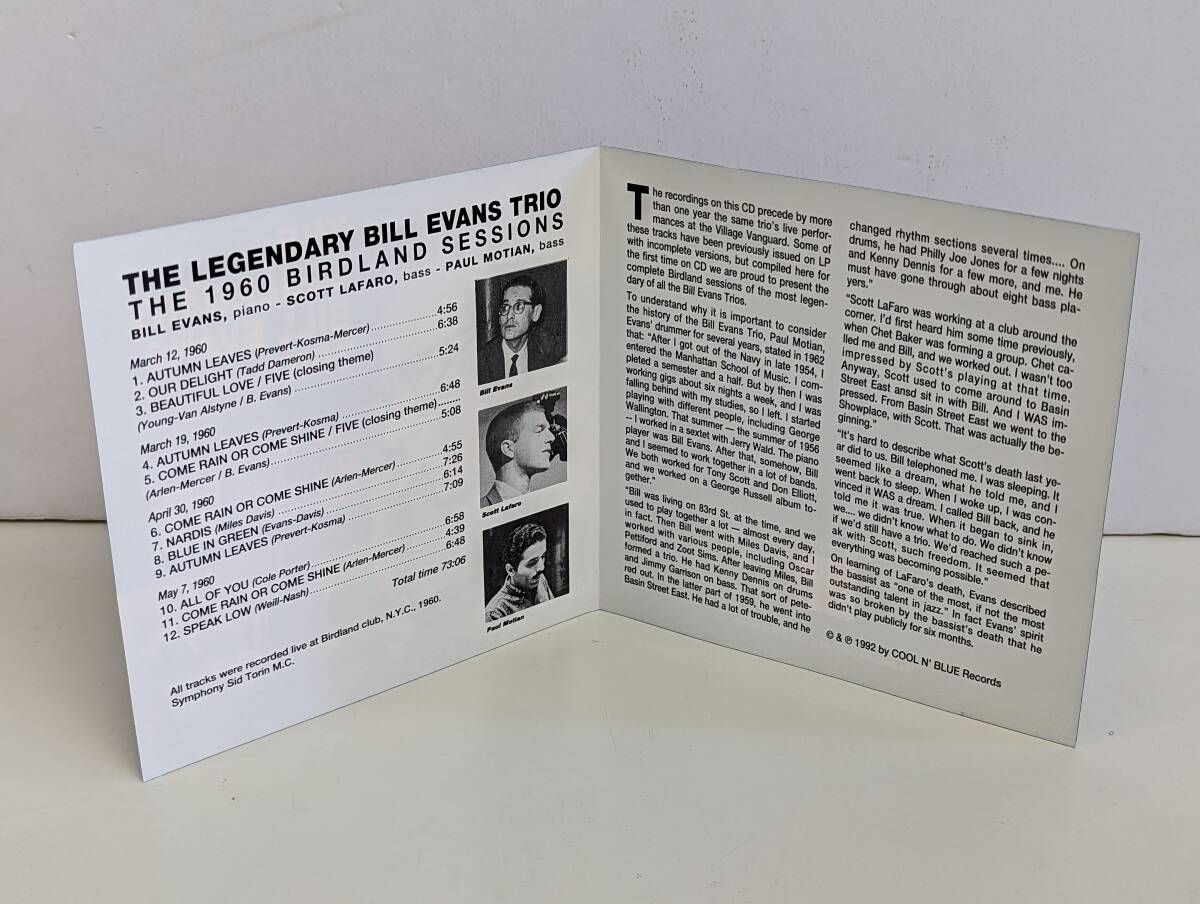 THE LEGENDARY BILL EVANS TRIO
THE 1960 BIRDLAND SESSIONS
BILL EVANS, piano - SCOTT LAFARO, bass - PAUL MOTIAN, bass
March 12, 1960
1. AUTUMN LEAVES (Prevert-Kosma-Mercer) ........................4:56
2. OUR DELIGHT (Tadd Dameron) ........................6:38
3. BEAUTIFUL LOVE / FIVE (closing theme)
(Young-Van Alstyne / B. Evans) ........................5:24
March 19, 1960
4. AUTUMN LEAVES (Prevert-Kosma) ........................6:48
5. COME RAIN OR COME SHINE / FIVE (closing theme)........
(Arlen-Mercer / B. Evans)........................5:08
April 30, 1960
6. COME RAIN OR COME SHINE (Arlen-Mercer) ................4:55
7. NARDIS (Miles Davis) ........................7:26
8. BLUE IN GREEN (Evans-Davis)........................6:14
9. AUTUMN LEAVES (Prevert-Kosma) ........................7:09
May 7, 1960
10. ALL OF YOU (Cole Porter)........................6:58
11. COME RAIN OR COME SHINE (Arlen-Mercer) ................4:39
12. SPEAK LOW (Weill-Nash)........................6:48
Total time 73:06
All tracks were recorded live at Birdland club, N.Y.C., 1960.
Symphony Sid Torin M.C.
Bill Evans
Scott Lafaro
Paul Motian
The recordings on this CD precede by more
than one year the same trio's live perfor-
mances at the Village Vanguard. Some of
these tracks have been previously issued on LP
with incomplete versions, but compiled here for
the first time on CD we are proud to present the
complete Birdland sessions of the most legen-
dary of all the Bill Evans Trios.
To understand why it is important to consider
the history of the Bill Evans Trio, Paul Motian,
Evans' drummer for several years, stated in 1962
that: "After I got out of the Navy in late 1954, I
entered the Manhattan School of Music. I com-
pleted a semester and a half. But by then I was
working gigs about six nights a week, and I was
falling behind with my studies, so I left. I started
playing with different people, including George
Wallington. That summer — the summer of 1956
– I worked in a sextet with Jerry Wald. The piano
player was Bill Evans. After that, somehow, Bill
and I seemed to work together in a lot of bands.
We both worked for Tony Scott and Don Elliott,
and we worked on a George Russell album to-
gether."
"Bill was living on 83rd St. at the time, and we
used to play together a lot — almost every day,
in fact. Then Bill went with Miles Davis, and I
worked with various people, including Oscar
Pettiford and Zoot Sims. After leaving Miles, Bill
formed a trio. He had Kenny Dennis on drums
and Jimmy Garrison on bass. That sort of pete-
red out. In the latter part of 1959, he went into
Basin Street East. He had a lot of trouble, and he
changed rhythm sections several times.... On
drums, he had Philly Joe Jones for a few nights
and Kenny Dennis for a few more, and me. He
must have gone through about eight bass pla-
yers."
"Scott LaFaro was working at a club around the
corner. I'd first heard him some time previously,
when Chet Baker was forming a group. Chet ca-
lled me and Bill, and we worked out. I wasn't too
impressed by Scott's playing at that time.
Anyway, Scott used to come around to Basin
Street East ansd sit in with Bill. And I WAS im-
pressed. From Basin Street East we went to the
Showplace, with Scott. That was actually the be-
ginning."
"It's hard to describe what Scott's death last ye-
ar did to us. Bill telephoned me. I was sleeping. It
seemed like a dream, what he told me, and I
went back to sleep. When I woke up, I was con-
vinced it WAS a dream. I called Bill back, and he
told me it was true. When it began to sink in,
we.... we didn't know what to do. We didn't know
if we'd still have a trio. We'd reached such a pe-
ak with Scott, such freedom. It seemed that
everything was becoming possible."
On learning of LaFaro's death, Evans described
the bassist as "one of the most, if not the most
outstanding talent in jazz." In fact Evans' spirit
was so broken by the bassist's death that he
didn't play publicly for six months.
© & ℗ 1992 by COOL N' BLUE Records